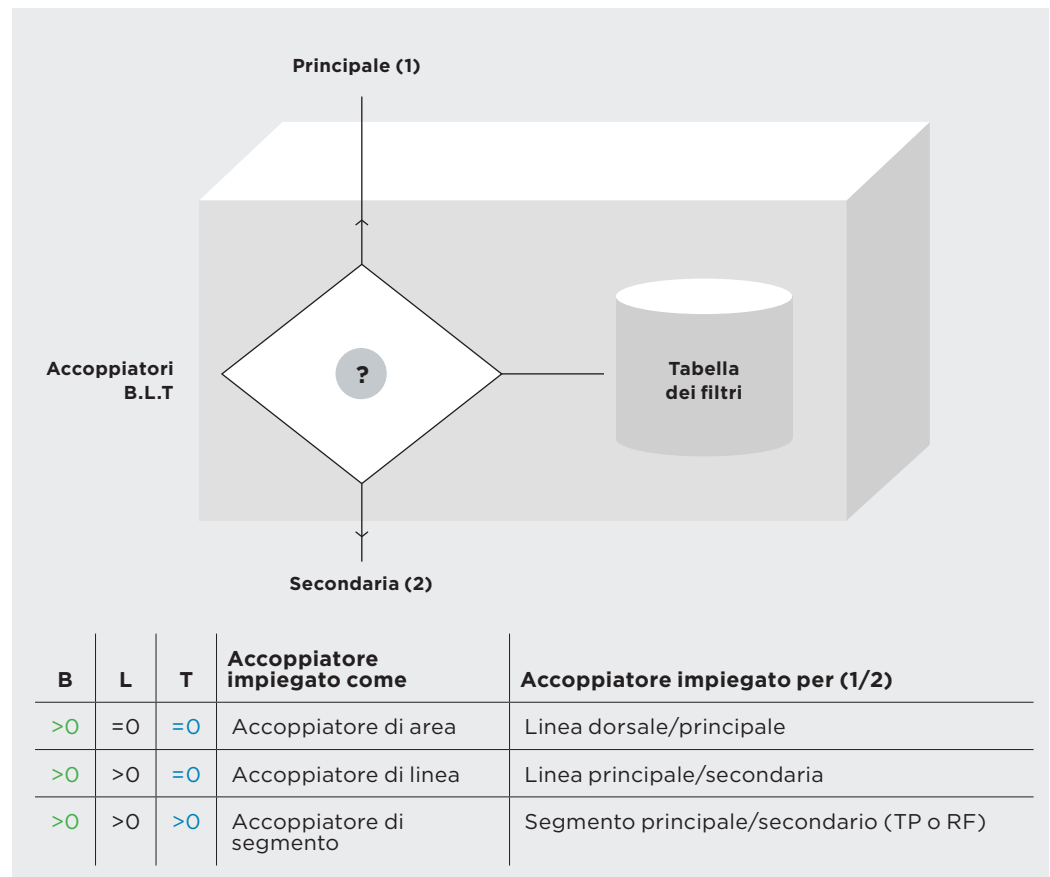 Principale (1)
Accoppiatori
B.L.T
?
Tabella
dei filtri
Secondaria (2)
B L T Accoppiatore
impiegato come Accoppiatore impiegato per (1/2)
>0 =0 =0 Accoppiatore di area Linea dorsale/principale
>0 >0 =0 Accoppiatore di linea Linea principale/secondaria
>0 >0 >0 Accoppiatore di
segmento Segmento principale/secondario (TP o RF)